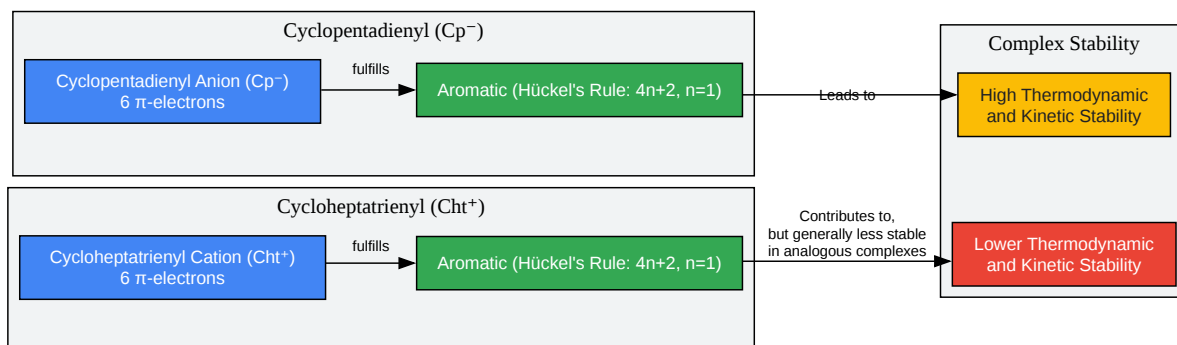 Cyclopentadienyl (Cp⁻)
Cyclopentadienyl Anion (Cp⁻)
6 π-electrons
fulfills
Aromatic (Hückel's Rule: 4n+2, n=1)
Leads to
Complex Stability
High Thermodynamic
and Kinetic Stability
Cycloheptatrienyl (Cht⁺)
Cycloheptatrienyl Cation (Cht⁺)
6 π-electrons
fulfills
Aromatic (Hückel's Rule: 4n+2, n=1)
Contributes to,
but generally less stable
in analogous complexes
Lower Thermodynamic
and Kinetic Stability